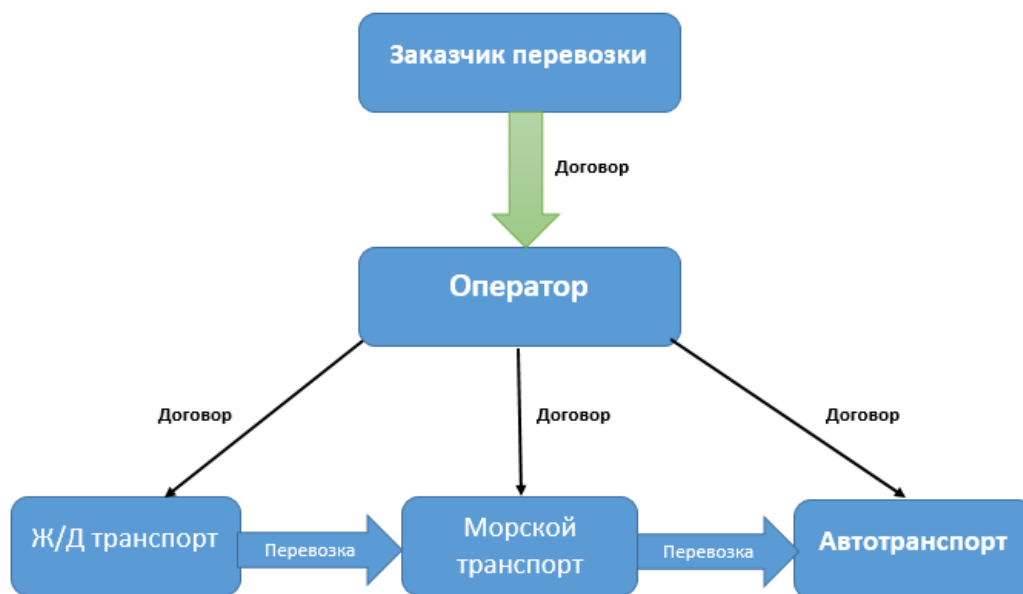 Заказчик перевозки
Договор
Оператор
Договор
Договор
Договор
Ж/Д транспорт
Перевозка
Морской
транспорт
Перевозка
Автотранспорт